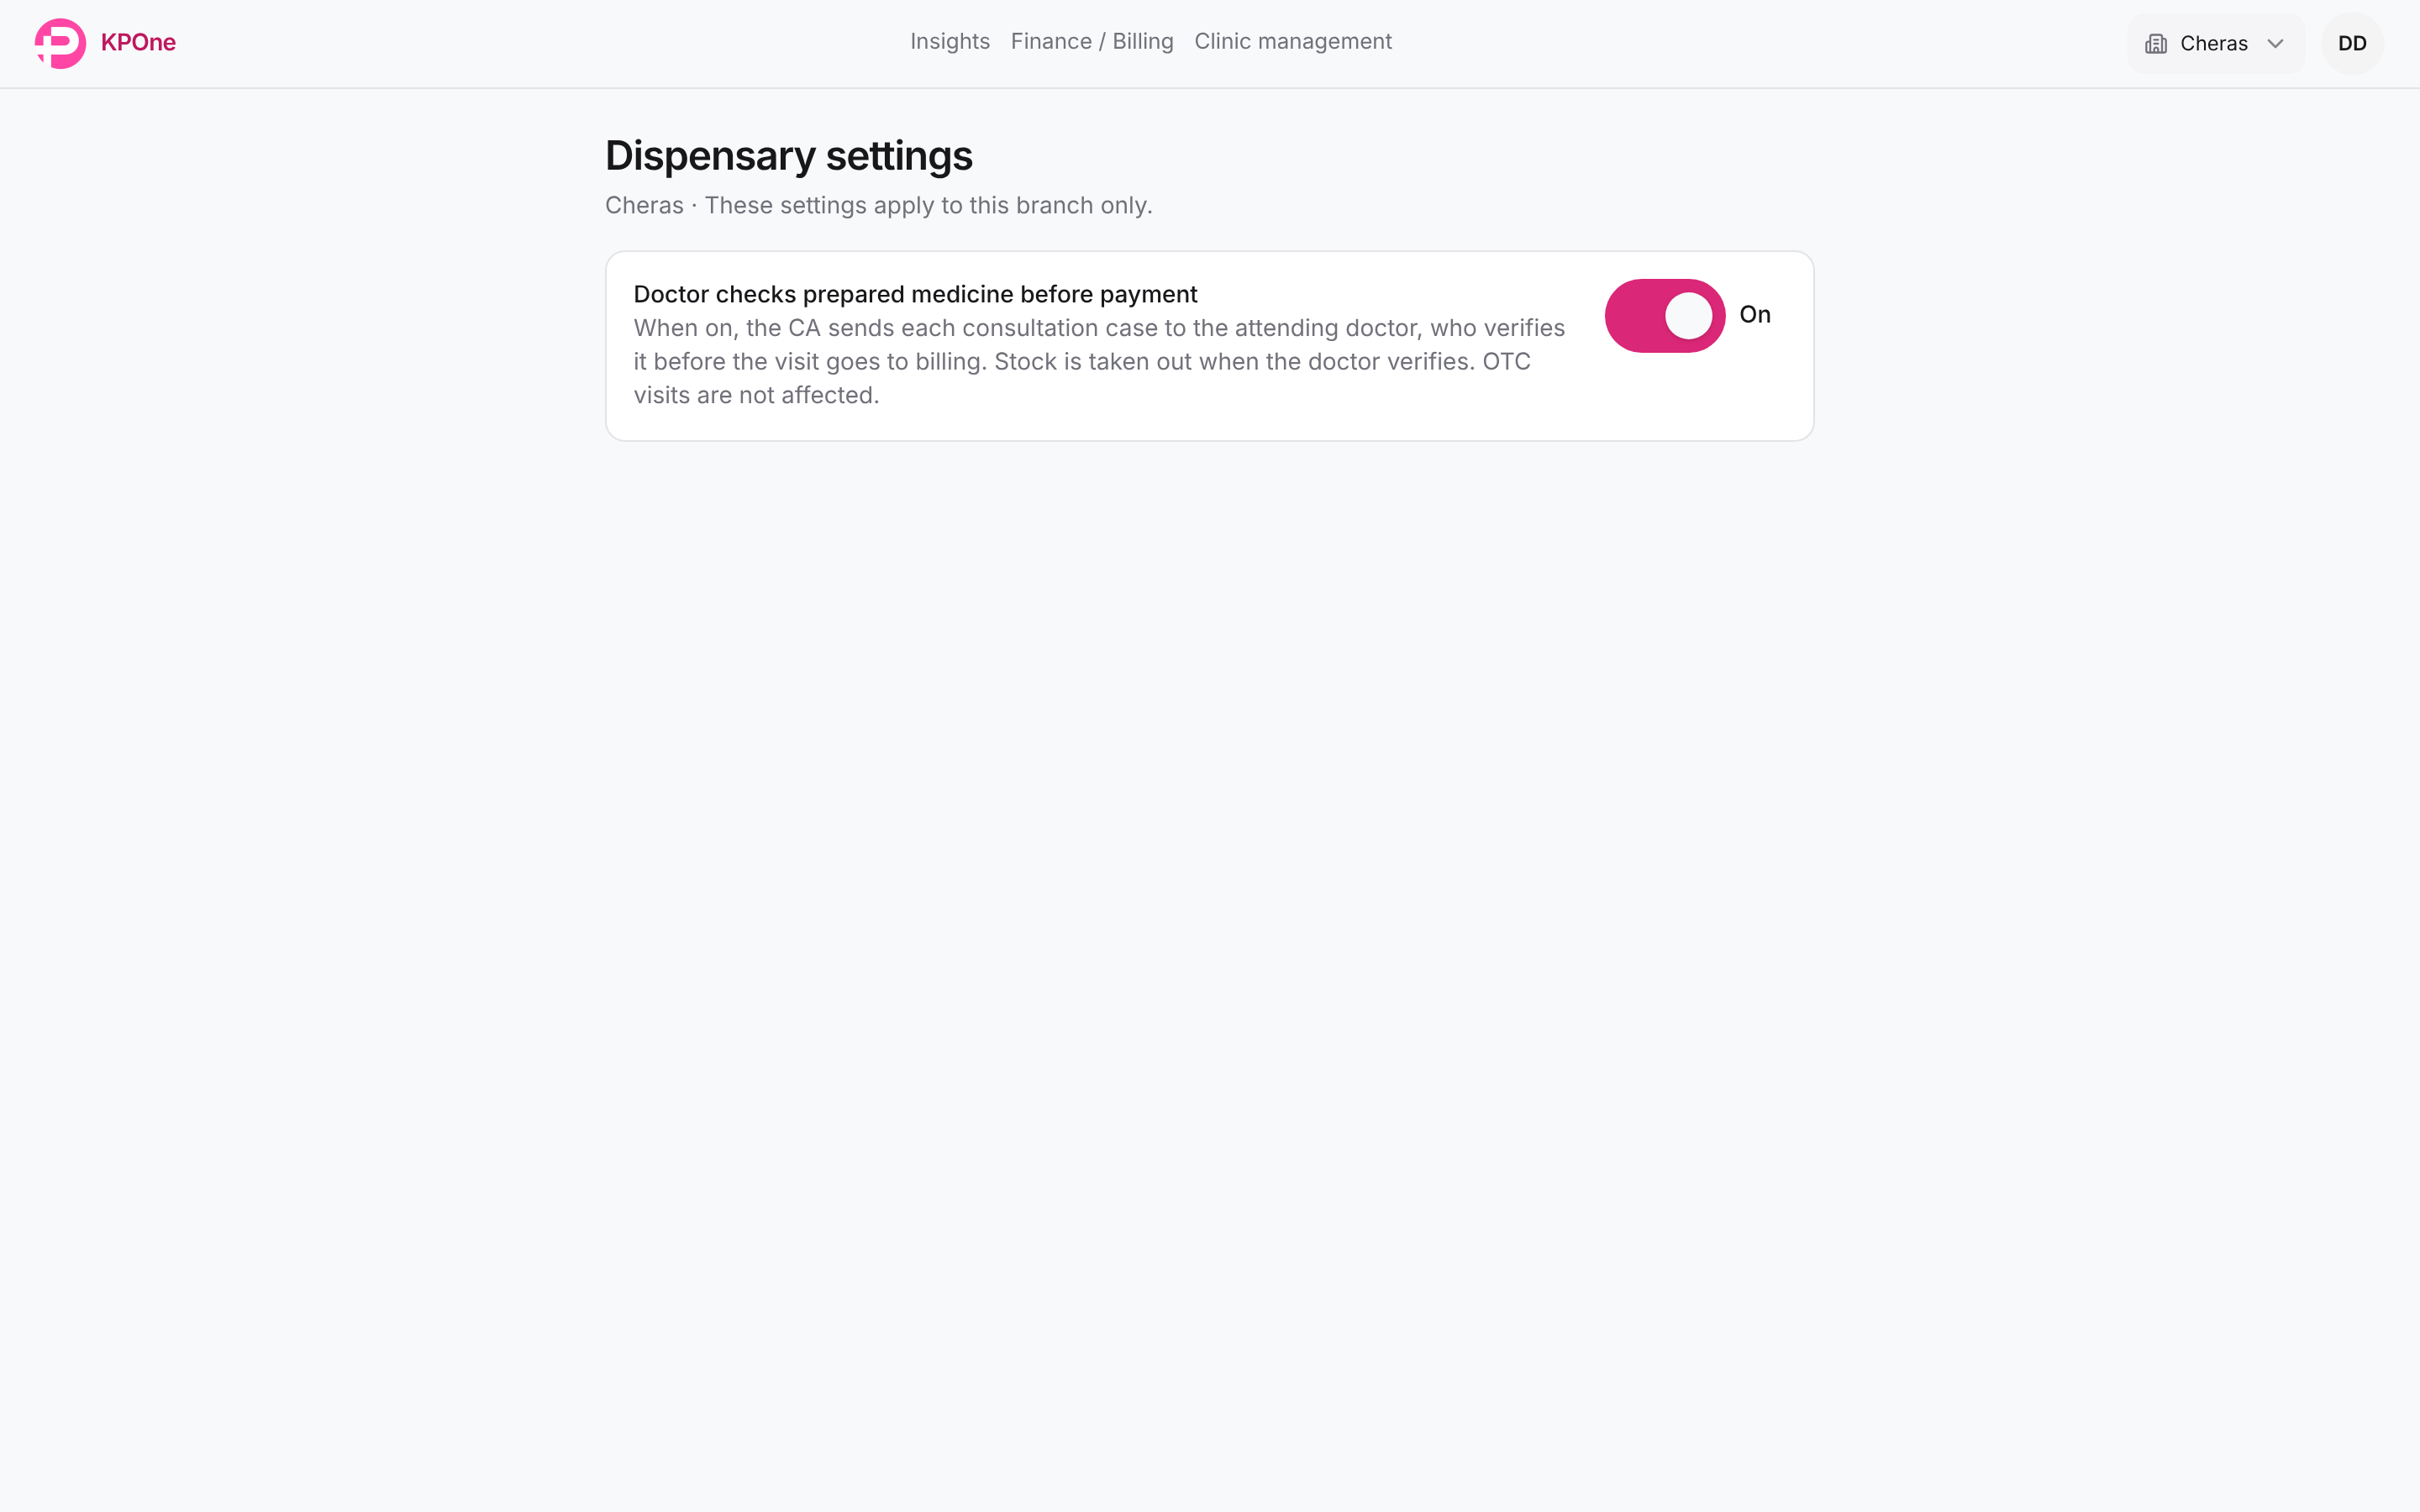 KPOne
Insights Finance / Billing Clinic management
Cheras
DD
Dispensary settings
Cheras · These settings apply to this branch only.
Doctor checks prepared medicine before payment
When on, the CA sends each consultation case to the attending doctor, who verifies
it before the visit goes to billing. Stock is taken out when the doctor verifies. OTC
visits are not affected.
On